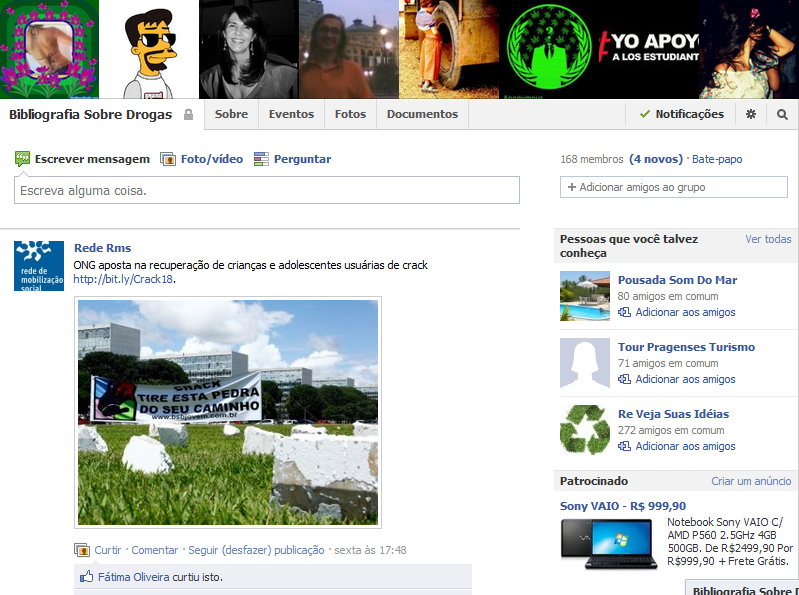 YO APOY
A LOS ESTUDIANT
Anonymous
Bibliografia Sobre Drogas
Sobre
Eventos
Fotos
Documentos
Notificações
Escrever mensagem
Foto/vídeo
Perguntar
Escreva alguma coisa.
168 membros (4 novos) · Bate-papo
+ Adicionar amigos ao grupo
rede de
mobilização
social
Rede Rms
ONG aposta na recuperação de crianças e adolescentes usuárias de crack
http://bit.ly/Crack18.
CRACK
TIRE ESTA PEDRA
DO SEU CAMINHO
www.bsbjovem.com.br
Curtir · Comentar · Seguir (desfazer) publicação · sexta às 17:48
Fátima Oliveira curtiu isto.
Pessoas que você talvez
conheça
Ver todas
Pousada Som Do Mar
80 amigos em comum
Adicionar aos amigos
Tour Pragenses Turismo
71 amigos em comum
Adicionar aos amigos
Re Veja Suas Idéias
272 amigos em comum
Adicionar aos amigos
Patrocinado
Criar um anúncio
Sony VAIO - R$ 999,90
Notebook Sony VAIO C/
AMD P560 2.5GHz 4GB
500GB. De R$2499,90 Por
R$999,90 + Frete Grátis.
Bibliografia Sobre D